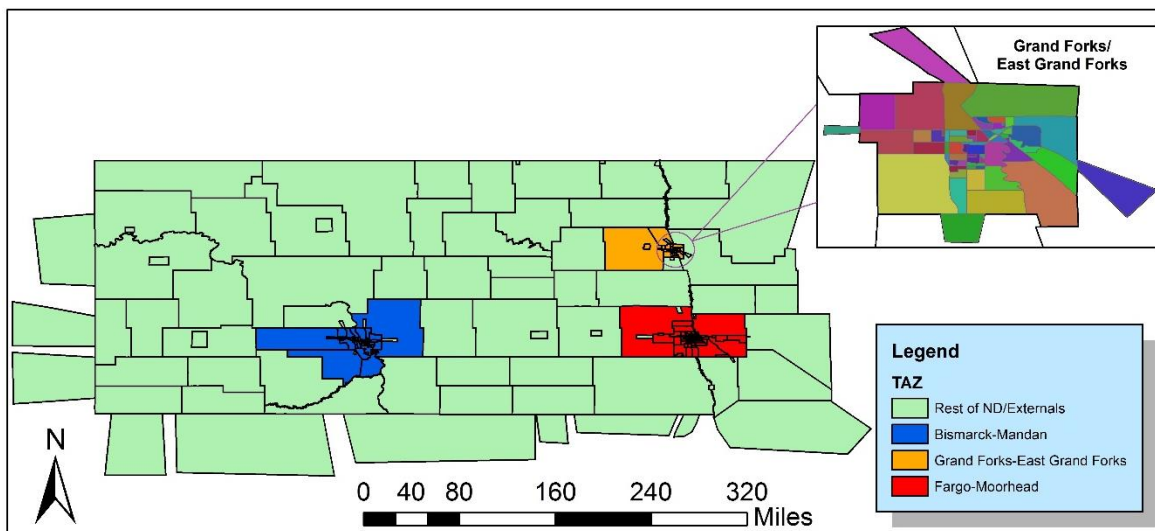 Grand Forks/
East Grand Forks
Legend
TAZ
Rest of ND/Externals
Bismarck-Mandan
Grand Forks-East Grand Forks
Fargo-Moorhead
N
0 40 80 160 240 320
Miles